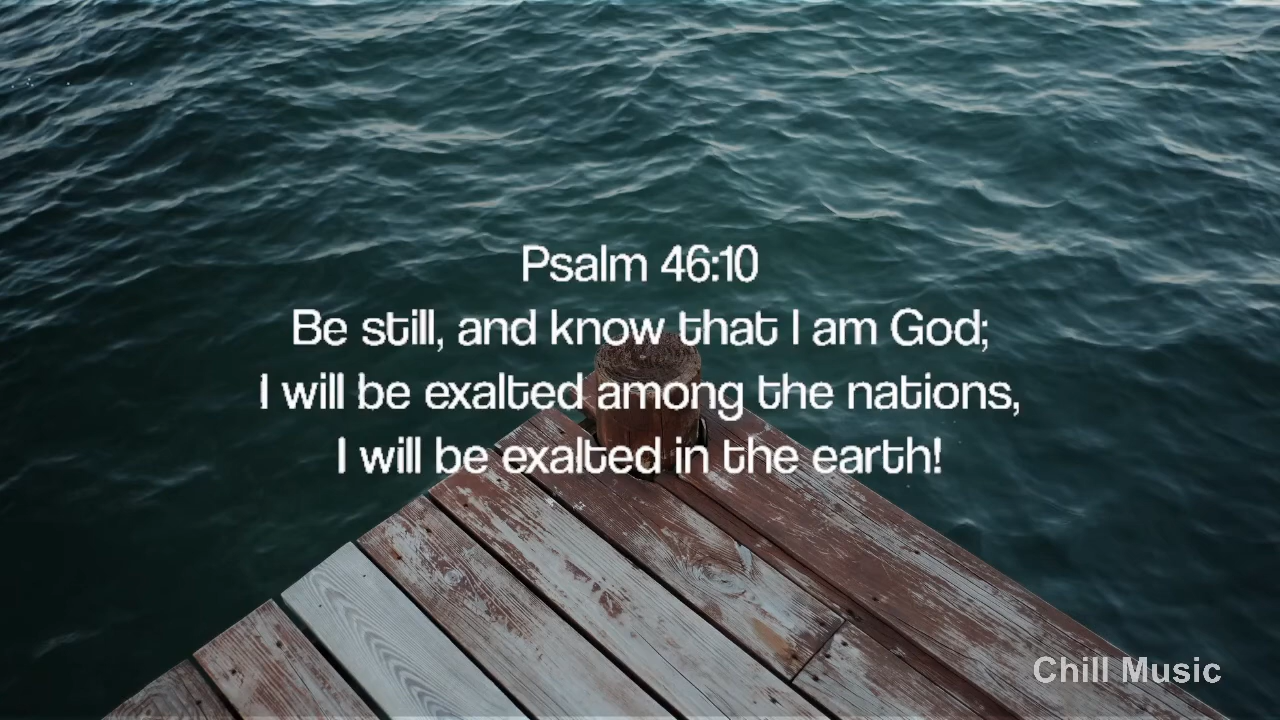 Psalm 46:10
Be still, and know that I am God;
I will be exalted among the nations,
I will be exalted in the earth!
Chill Music